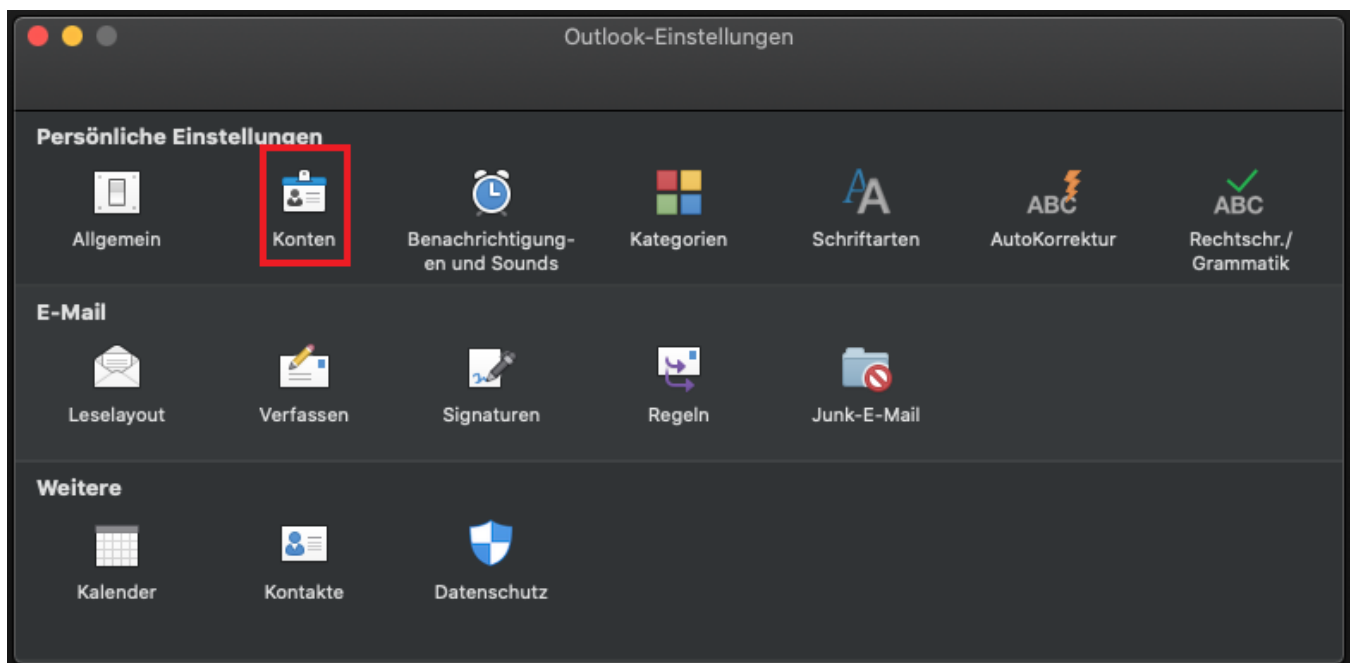 Outlook-Einstellungen
Persönliche Einstellungen
Allgemein
Konten
Benachrichtigung-
en und Sounds
Kategorien
Schriftarten
ABC
AutoKorrektur
ABC
Rechtschr./
Grammatik
E-Mail
Leselayout
Verfassen
Signaturen
Regeln
Junk-E-Mail
Weitere
Kalender
Kontakte
Datenschutz